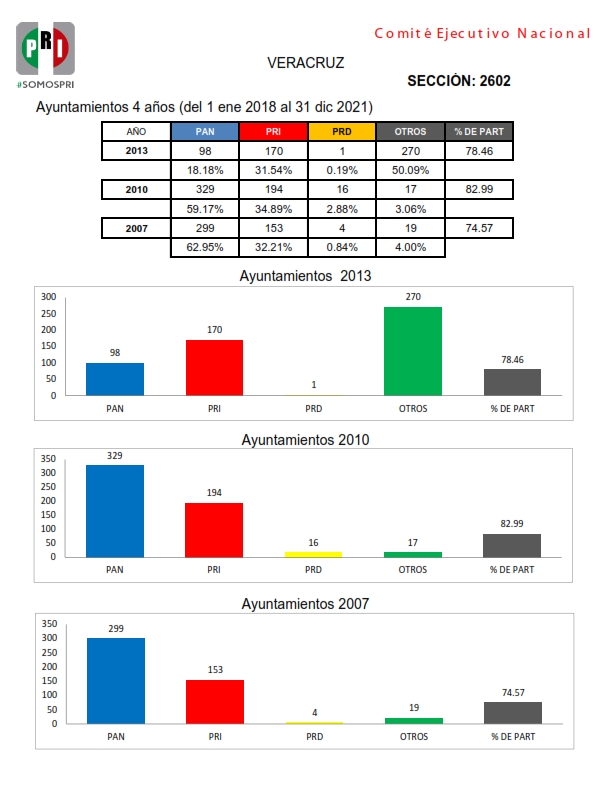 PRI
#SOMOSPRI
Comité Ejecutivo Nacional
VERACRUZ
SECCIÓN: 2602
Ayuntamientos 4 años (del 1 ene 2018 al 31 dic 2021)
AÑO PAN PRI PRD OTROS % DE PART
2013 98 170 1 270 78.46
18.18% 31.54% 0.19% 50.09%
2010 329 194 16 17 82.99
59.17% 34.89% 2.88% 3.06%
2007 299 153 4 19 74.57
62.95% 32.21% 0.84% 4.00%
Ayuntamientos 2013
300
250
200
150
100
50
0
98 170 1 270 78.46
PAN PRI PRD OTROS % DE PART
Ayuntamientos 2010
350
300
250
200
150
100
50
0
329 194 16 17 82.99
PAN PRI PRD OTROS % DE PART
Ayuntamientos 2007
350
300
250
200
150
100
50
0
299 153 4 19 74.57
PAN PRI PRD OTROS % DE PART